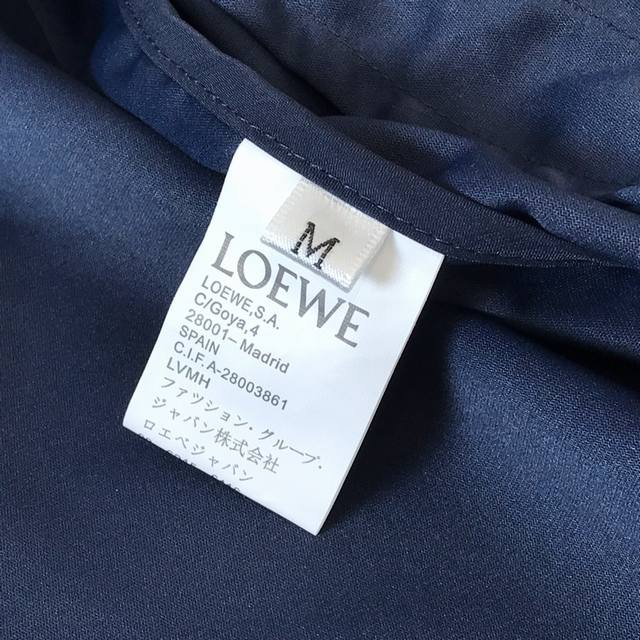 M
LOEWE
LOEWE,S.A.
C/Goya,4
28001–Madrid
SPAIN
C.I.F A-28003861
LVMH
ファツション・グループ.
ジャパン株式会社
ロエベジャパン